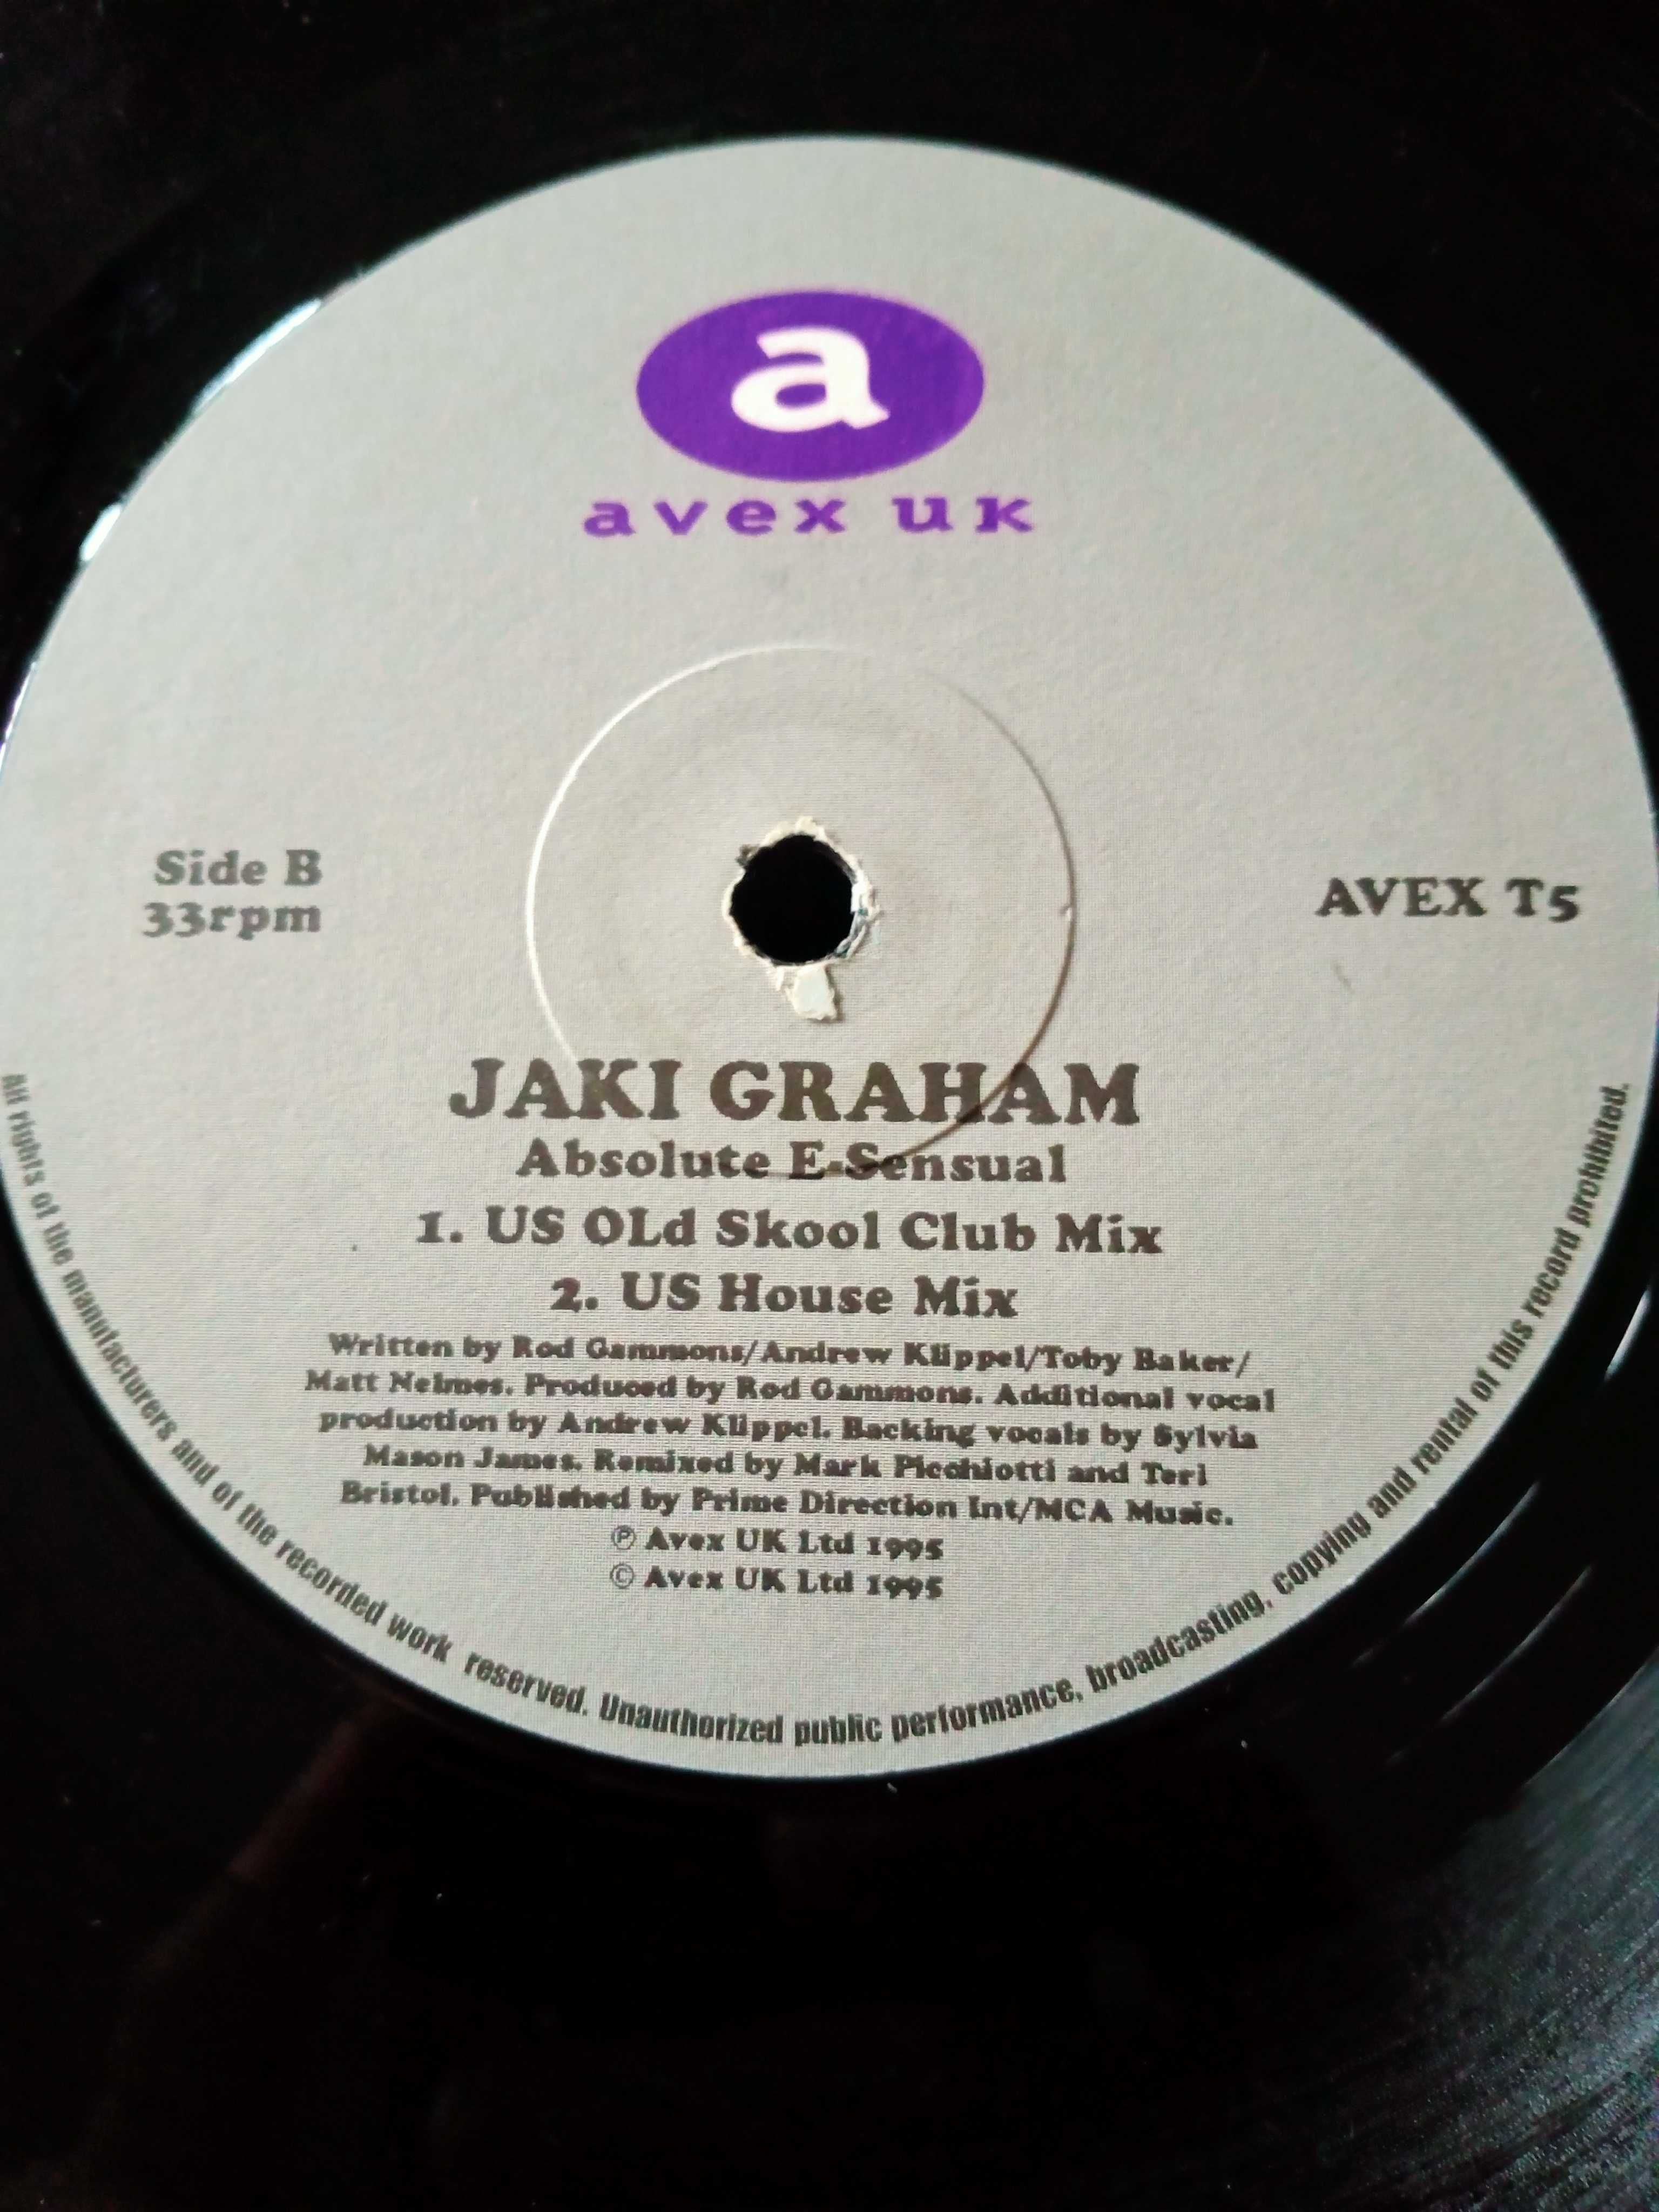 a
avex uk
Side B
33rpm
AVEX T5
JAKI GRAHAM
Absolute E-Sensual
1. US OLd Skool Club Mix
2. US House Mix
Written by Rod Gammons/Andrew Klippel/Toby Baker/
Matt Nelmes. Produced by Rod Gammons. Additional vocal
production by Andrew Klippel. Backing vocals by Sylvia
Mason James. Remixed by Mark Picchiotti and Teri
Bristol. Published by Prime Direction Int/MCA Music.
℗ Avex UK Ltd 1995
© Avex UK Ltd 1995
All rights of the manufacturers and of the recorded work reserved. Unauthorized public performance, broadcasting, copying and rental of this record prohibited.